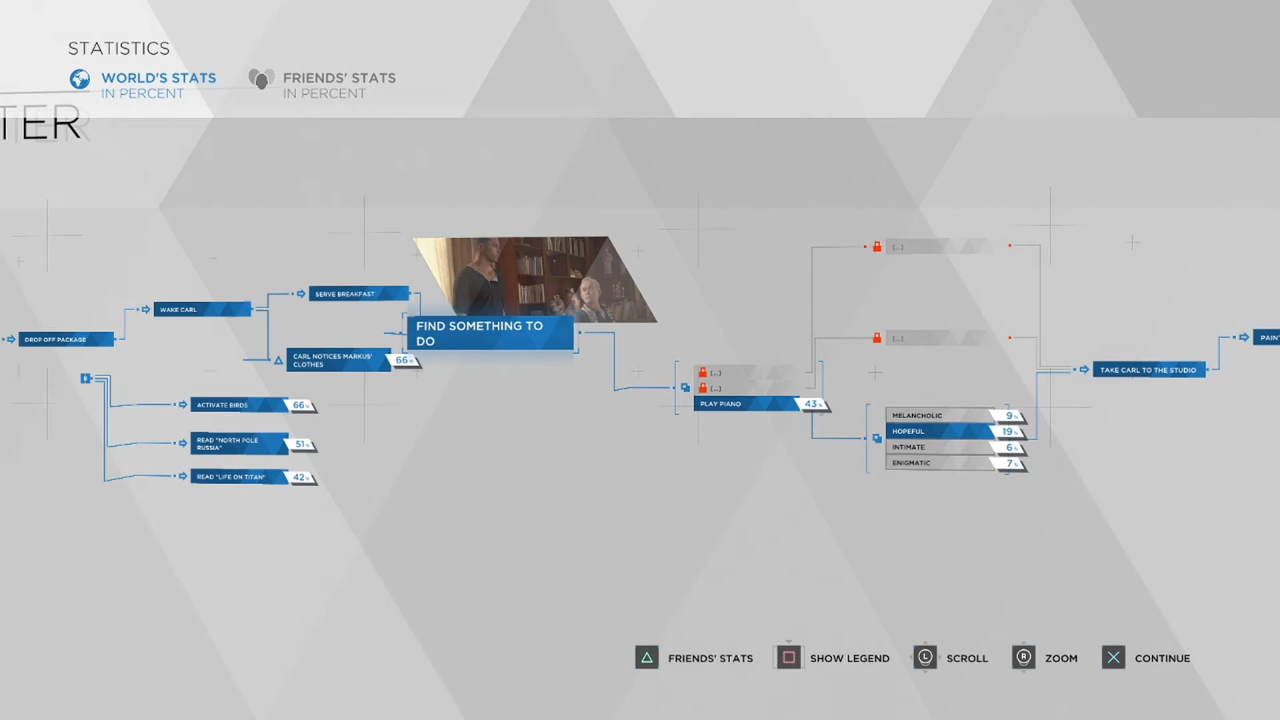 STATISTICS
WORLD'S STATS
IN PERCENT
FRIENDS' STATS
IN PERCENT
TER
DROP OFF PACKAGE
WAKE CARL
SERVE BREAKFAST
CARL NOTICES MARKUS'
CLOTHES
66%
ACTIVATE BIRDS
66%
READ "NORTH POLE
RUSSIA"
51%
READ "LIFE ON TITAN"
42%
FIND SOMETHING TO
DO
[...]
[...]
PLAY PIANO
43%
[...]
[...]
MELANCHOLIC
9%
HOPEFUL
19%
INTIMATE
6%
ENIGMATIC
7%
TAKE CARL TO THE STUDIO
PAIN
FRIENDS' STATS
SHOW LEGEND
L
SCROLL
R
ZOOM
CONTINUE